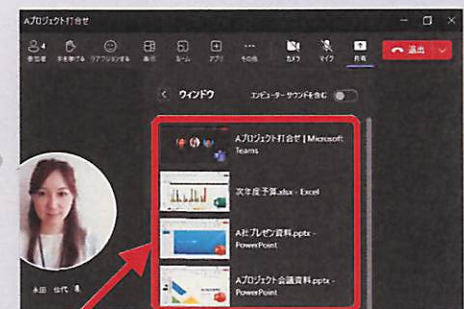 Aプロジェクト打合せ
4
参加者 手を挙げる リアクションする 表示 ルーム アプリ その他 カメラ マイク 共有 退出
ウィンドウ コンピューター サウンドを含む
Aプロジェクト打合せ | Microsoft
Teams
次年度予算.xlsx - Excel
A社プレゼン資料.pptx -
PowerPoint
Aプロジェクト会議資料.pptx -
PowerPoint